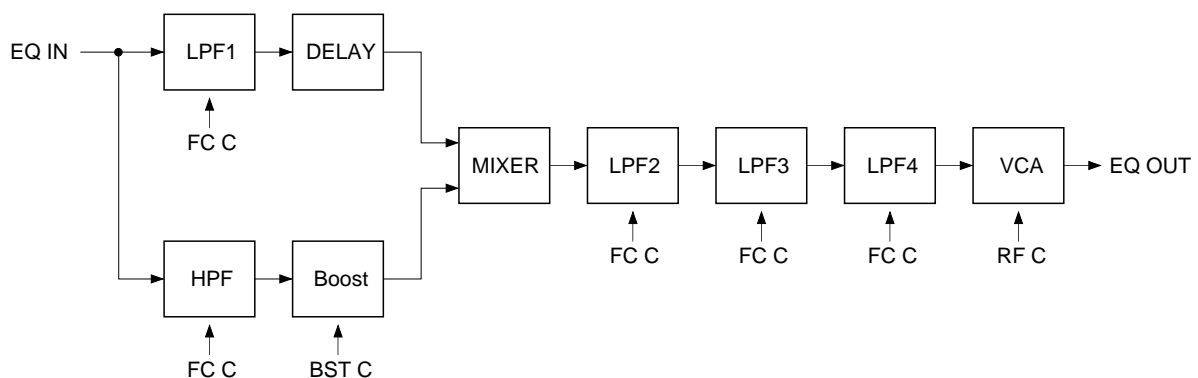 EQ IN
LPF1
DELAY
FC C
MIXER
LPF2
LPF3
LPF4
VCA
EQ OUT
FC C
FC C
FC C
RF C
HPF
Boost
FC C
BST C